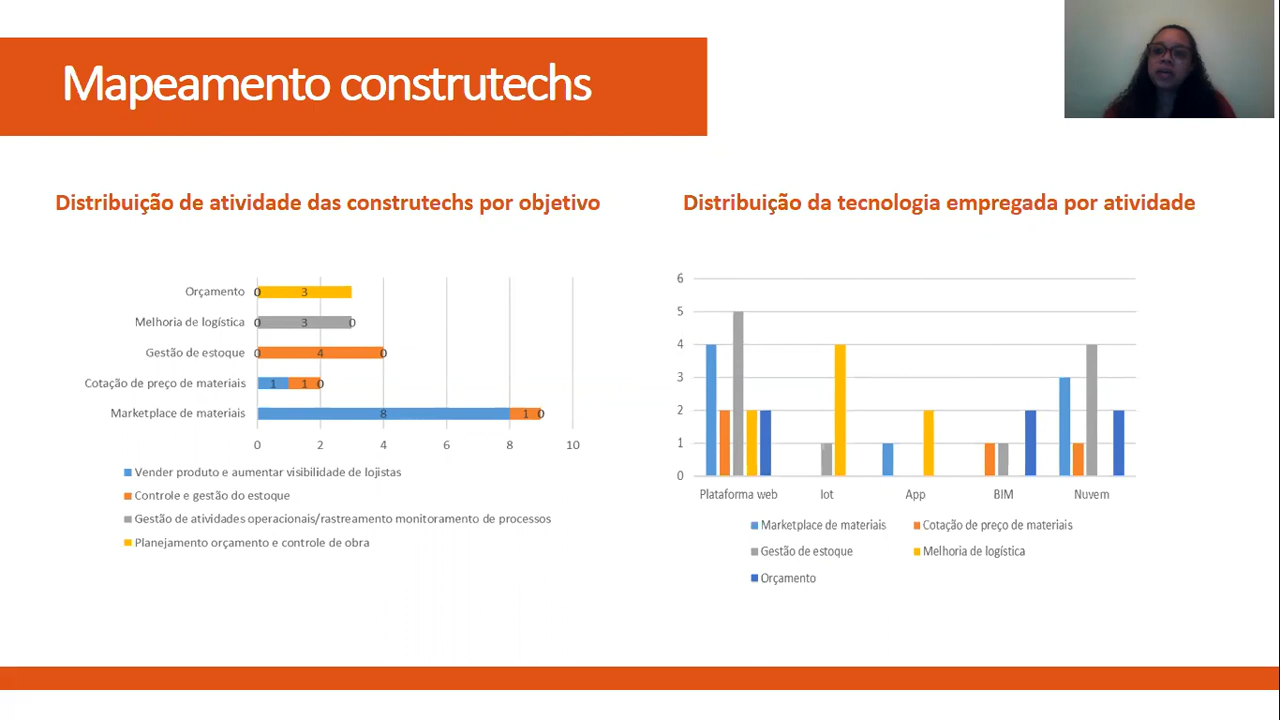 Mapeamento construtechs
Distribuição de atividade das construtechs por objetivo
Orçamento 0 3
Melhoria de logística 0 3 0
Gestão de estoque 0 4 0
Cotação de preço de materiais 1 1 0
Marketplace de materiais 8 1 0
0 2 4 6 8 10
Vender produto e aumentar visibilidade de lojistas
Controle e gestão do estoque
Gestão de atividades operacionais/rastreamento monitoramento de processos
Planejamento orçamento e controle de obra
Distribuição da tecnologia empregada por atividade
6
5
4
3
2
1
0
Plataforma web Iot App BIM Nuvem
Marketplace de materiais Cotação de preço de materiais
Gestão de estoque Melhoria de logística
Orçamento